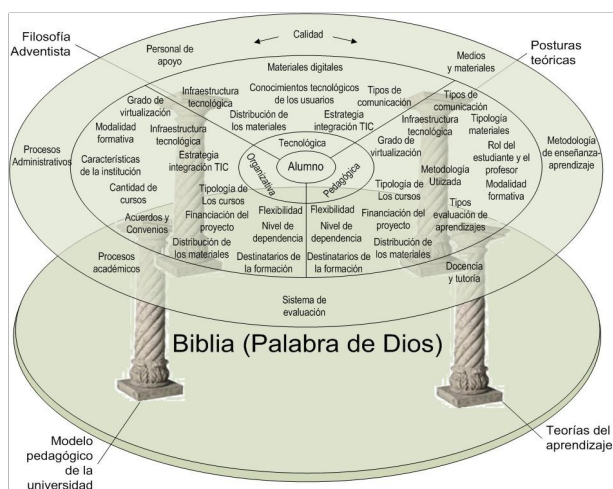 Filosofía
Adventista
Personal de
apoyo
Calidad
Medios
y materiales
Posturas
teóricas
Procesos
Administrativos
Metodología
de enseñanza-
aprendizaje
Procesos
académicos
Docencia
y tutoría
Sistema de
evaluación
Materiales digitales
Infraestructura
tecnológica
Conocimientos tecnológicos
de los usuarios
Tipos de
comunicación
Distribución de
los materiales
Estrategia
integración TIC
Grado de
virtualización
Modalidad
formativa
Infraestructura
tecnológica
Características
de la institución
Estrategia
integración TIC
Cantidad de
cursos
Tipología de
Los cursos
Acuerdos y
Convenios
Financiación del
proyecto
Distribución de
los materiales
Flexibilidad
Nivel de
dependencia
Destinatarios de
la formación
Tipos de
comunicación
Infraestructura
tecnológica
Tipología
materiales
Grado de
virtualización
Rol del
estudiante y el
profesor
Metodología
Utiizada
Modalidad
formativa
Tipología de
Los cursos
Tipos
evaluación de
aprendizajes
Financiación del
proyecto
Distribución de
los materiales
Flexibilidad
Nivel de
dependencia
Destinatarios de
la formación
Tecnológica
Organizativa
Pedagógica
Alumno
Biblia (Palabra de Dios)
Modelo
pedagógico
de la
universidad
Teorías del
aprendizaje